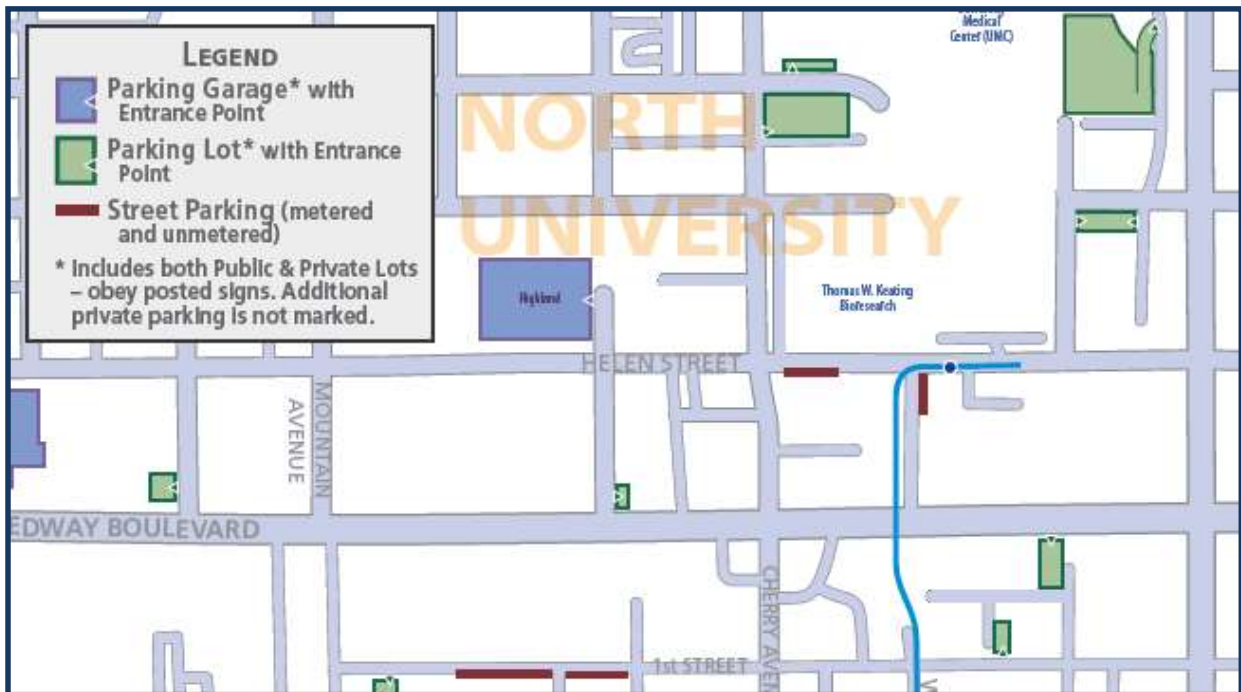 LEGEND
Parking Garage* with
Entrance Point
Parking Lot* with Entrance
Point
Street Parking (metered
and unmetered)
* Includes both Public & Private Lots
– obey posted signs. Additional
private parking is not marked.
Medical
Center (UMC)
NORTH
UNIVERSITY
Highland
Thomas W. Keating
Bioresearch
HELEN STREET
MOUNTAIN
AVENUE
EDWAY BOULEVARD
CHERRY AVEN
1st STREET